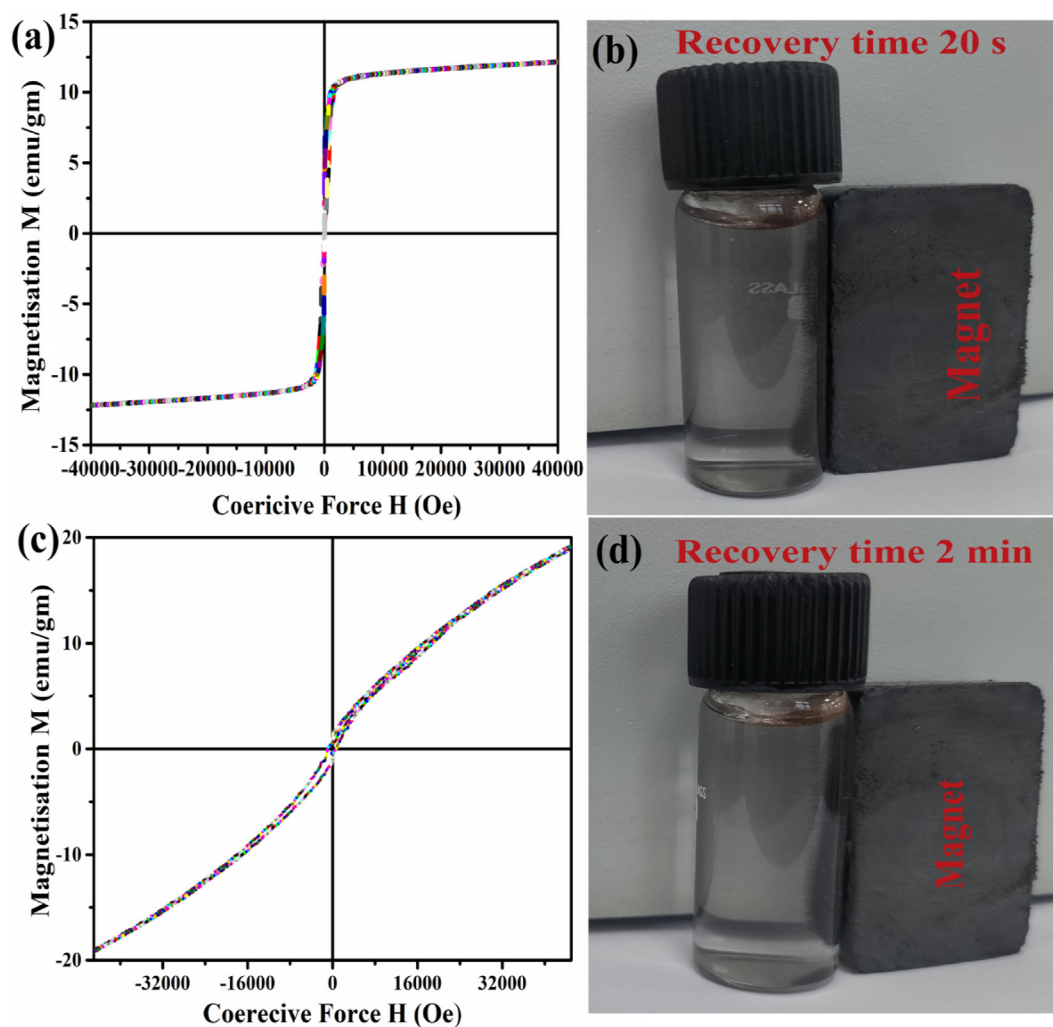 (a)
15
10
5
0
-5
-10
-15
Magnetisation M (emu/gm)
-40000 -30000 -20000 -10000 0 10000 20000 30000 40000
Coericive Force H (Oe)
(b)
Recovery time 20 s
GLASS
Magnet
(c)
20
10
0
-10
-20
Magnetisation M (emu/gm)
-32000 -16000 0 16000 32000
Coerecive Force H (Oe)
(d)
Recovery time 2 min
Magnet